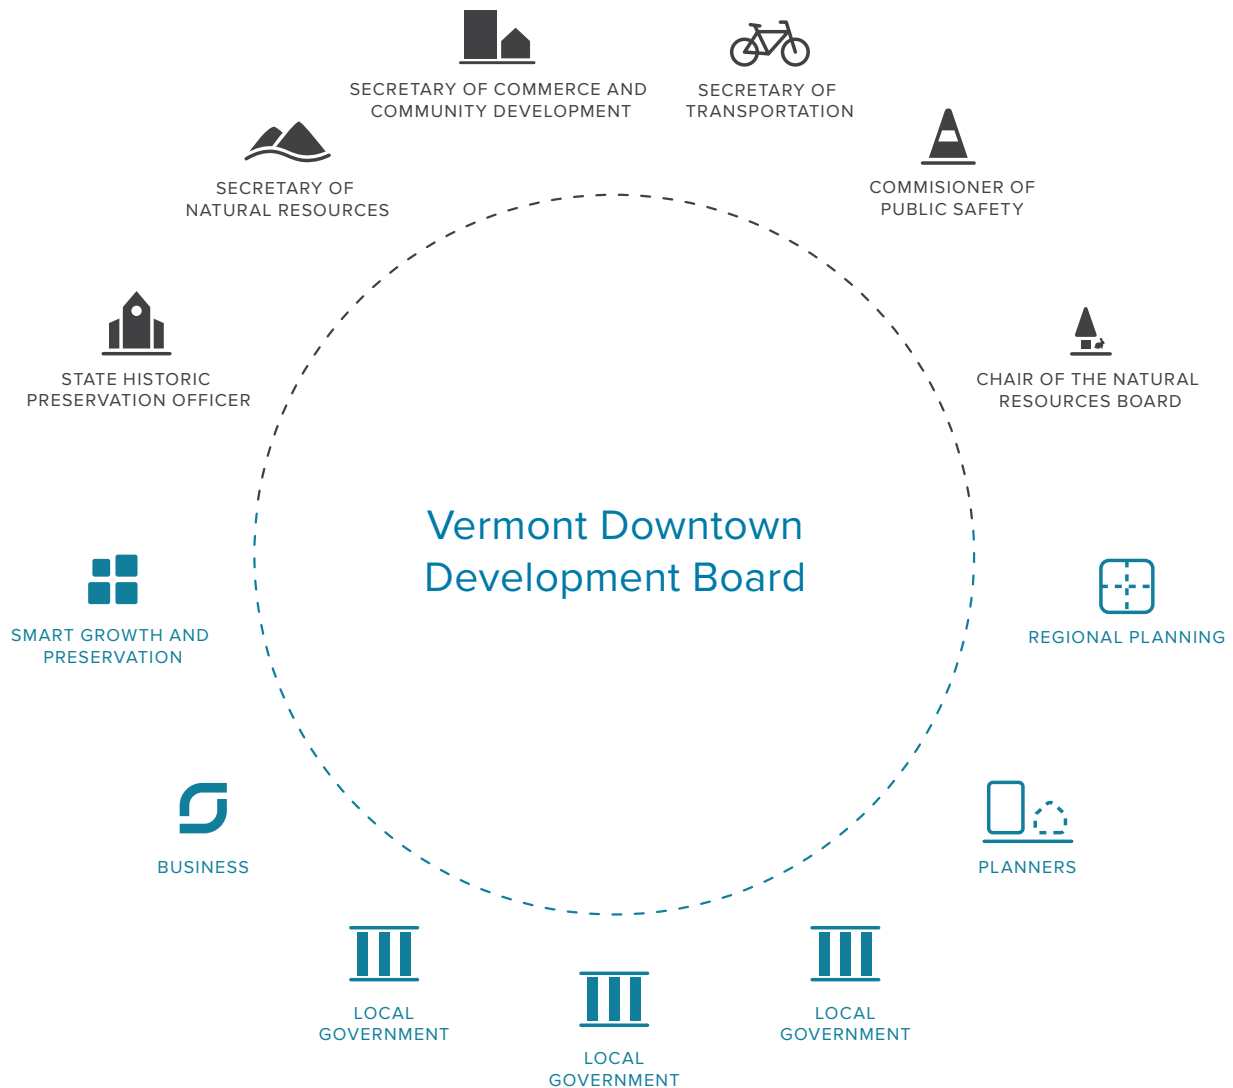 SECRETARY OF COMMERCE AND
COMMUNITY DEVELOPMENT
SECRETARY OF
TRANSPORTATION
SECRETARY OF
NATURAL RESOURCES
COMMISIONER OF
PUBLIC SAFETY
STATE HISTORIC
PRESERVATION OFFICER
CHAIR OF THE NATURAL
RESOURCES BOARD
Vermont Downtown
Development Board
SMART GROWTH AND
PRESERVATION
REGIONAL PLANNING
BUSINESS
PLANNERS
LOCAL
GOVERNMENT
LOCAL
GOVERNMENT
LOCAL
GOVERNMENT